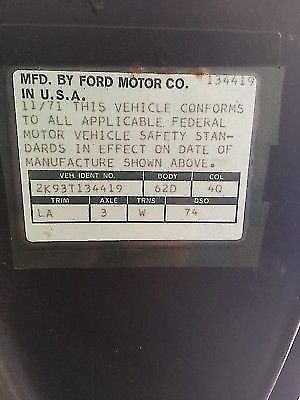 MFD. BY FORD MOTOR CO. 134419
IN U.S.A.
11/71 THIS VEHICLE CONFORMS
TO ALL APPLICABLE FEDERAL
MOTOR VEHICLE SAFETY STAN-
DARDS IN EFFECT ON DATE OF
MANUFACTURE SHOWN ABOVE.
VEH. IDENT NO. BODY COL
2K93T134419 62D 4Q
TRIM AXLE TRNS DSO
LA 3 W 74